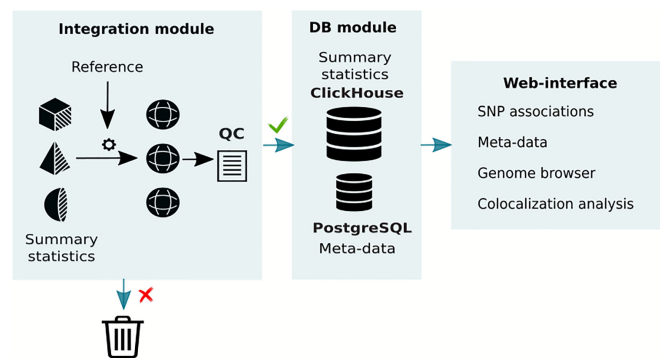 Integration module
Reference
QC
Summary
statistics
DB module
Summary
statistics
ClickHouse
PostgreSQL
Meta-data
Web-interface
SNP associations
Meta-data
Genome browser
Colocalization analysis